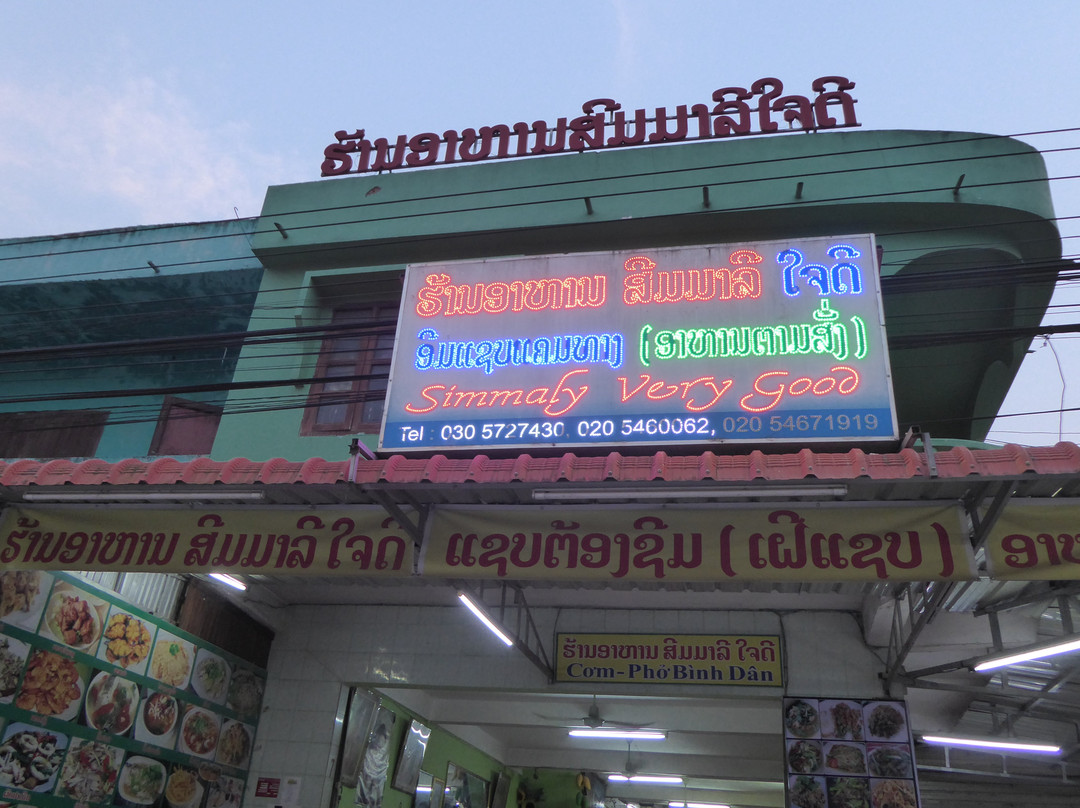 ຮ້ານອາຫານສີມມາລີໃຈດີ
ຮ້ານອາຫານ ສີມມາລີ ໃຈດີ
ອີ່ມແຊບແຄມທາງ (ອາຫານຕາມສັ່ງ)
Simmaly Very Good
Tel : 030 5727430, 020 5460062, 020 54671919
ຮ້ານອາຫານ ສີມມາລີ ໃຈດີ
ແຊບຕ້ອງຊີມ ( ເຝີແຊບ )
ຮ້ານອາຫານ ສີມມາລີ ໃຈດີ
Cơm-Phở Bình Dân